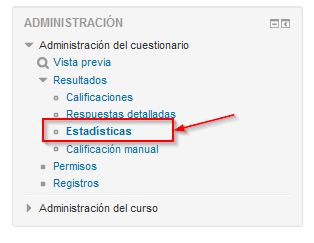 ADMINISTRACIÓN
Administración del cuestionario
Vista previa
Resultados
Calificaciones
Respuestas detalladas
Estadísticas
Calificación manual
Permisos
Registros
Administración del curso